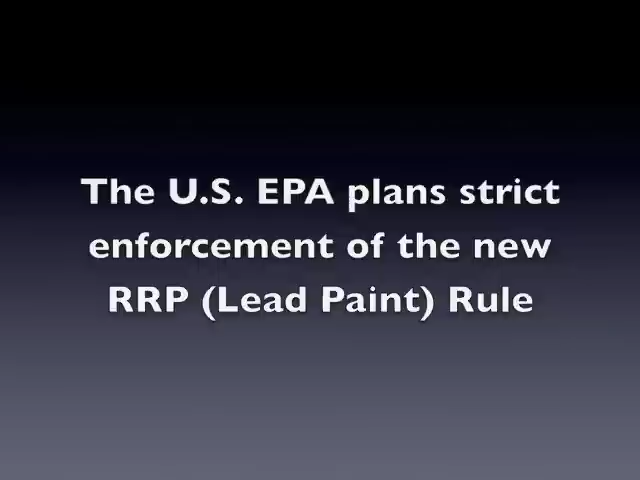 The U.S. EPA plans strict
enforcement of the new
RRP (Lead Paint) Rule